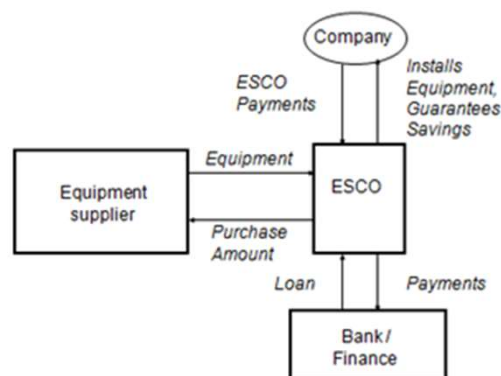 Company
ESCO
Payments
Installs
Equipment,
Guarantees
Savings
Equipment
Equipment
supplier
ESCO
Purchase
Amount
Loan
Payments
Bank /
Finance